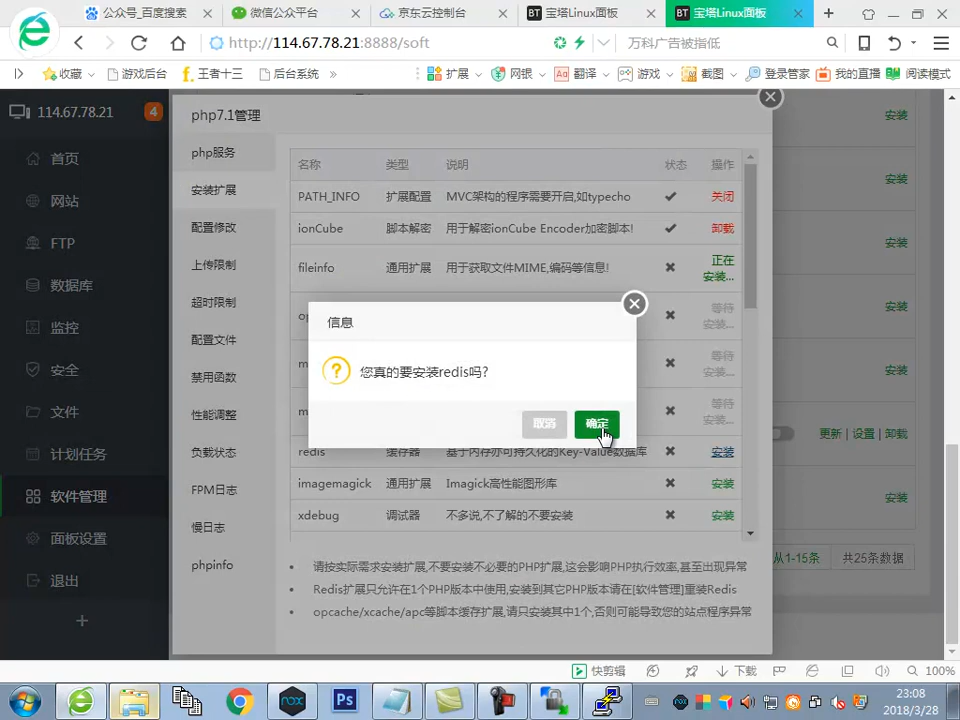 公众号_百度搜索
微信公众平台
京东云控制台
宝塔Linux面板
宝塔Linux面板
http://114.67.78.21:8888/soft
万科广告被指低
收藏
游戏后台
王者十三
后台系统
扩展
网银
翻译
游戏
截图
登录管家
我的直播
阅读模式
114.67.78.21
4
首页
网站
FTP
数据库
监控
安全
文件
计划任务
软件管理
面板设置
退出
php7.1管理
php服务
安装扩展
配置修改
上传限制
超时限制
配置文件
禁用函数
性能调整
负载状态
FPM日志
慢日志
phpinfo
名称 类型 说明 状态 操作
PATH_INFO 扩展配置 MVC架构的程序需要开启,如typecho 关闭
ionCube 脚本解密 用于解密ionCube Encoder加密脚本! 卸载
fileinfo 通用扩展 用于获取文件MIME,编码等信息! 正在
安装...
等待
安装...
等待
安装...
等待
安装...
redis 缓存器 基于内存亦可持久化的Key-Value数据库 安装
imagemagick 通用扩展 Imagick高性能图形库 安装
xdebug 调试器 不多说,不了解的不要安装 安装
信息
您真的要安装redis吗?
取消
确定
请按实际需求安装扩展,不要安装不必要的PHP扩展,这会影响PHP执行效率,甚至出现异常
Redis扩展只允许在1个PHP版本中使用,安装到其它PHP版本请在[软件管理]重装Redis
opcache/xcache/apc等脚本缓存扩展,请只安装其中1个,否则可能导致您的站点程序异常
安装
安装
安装
安装
安装
更新 | 设置 | 卸载
安装
从1-15条
共25条数据
快剪辑
下载
100%
23:08
2018/3/28